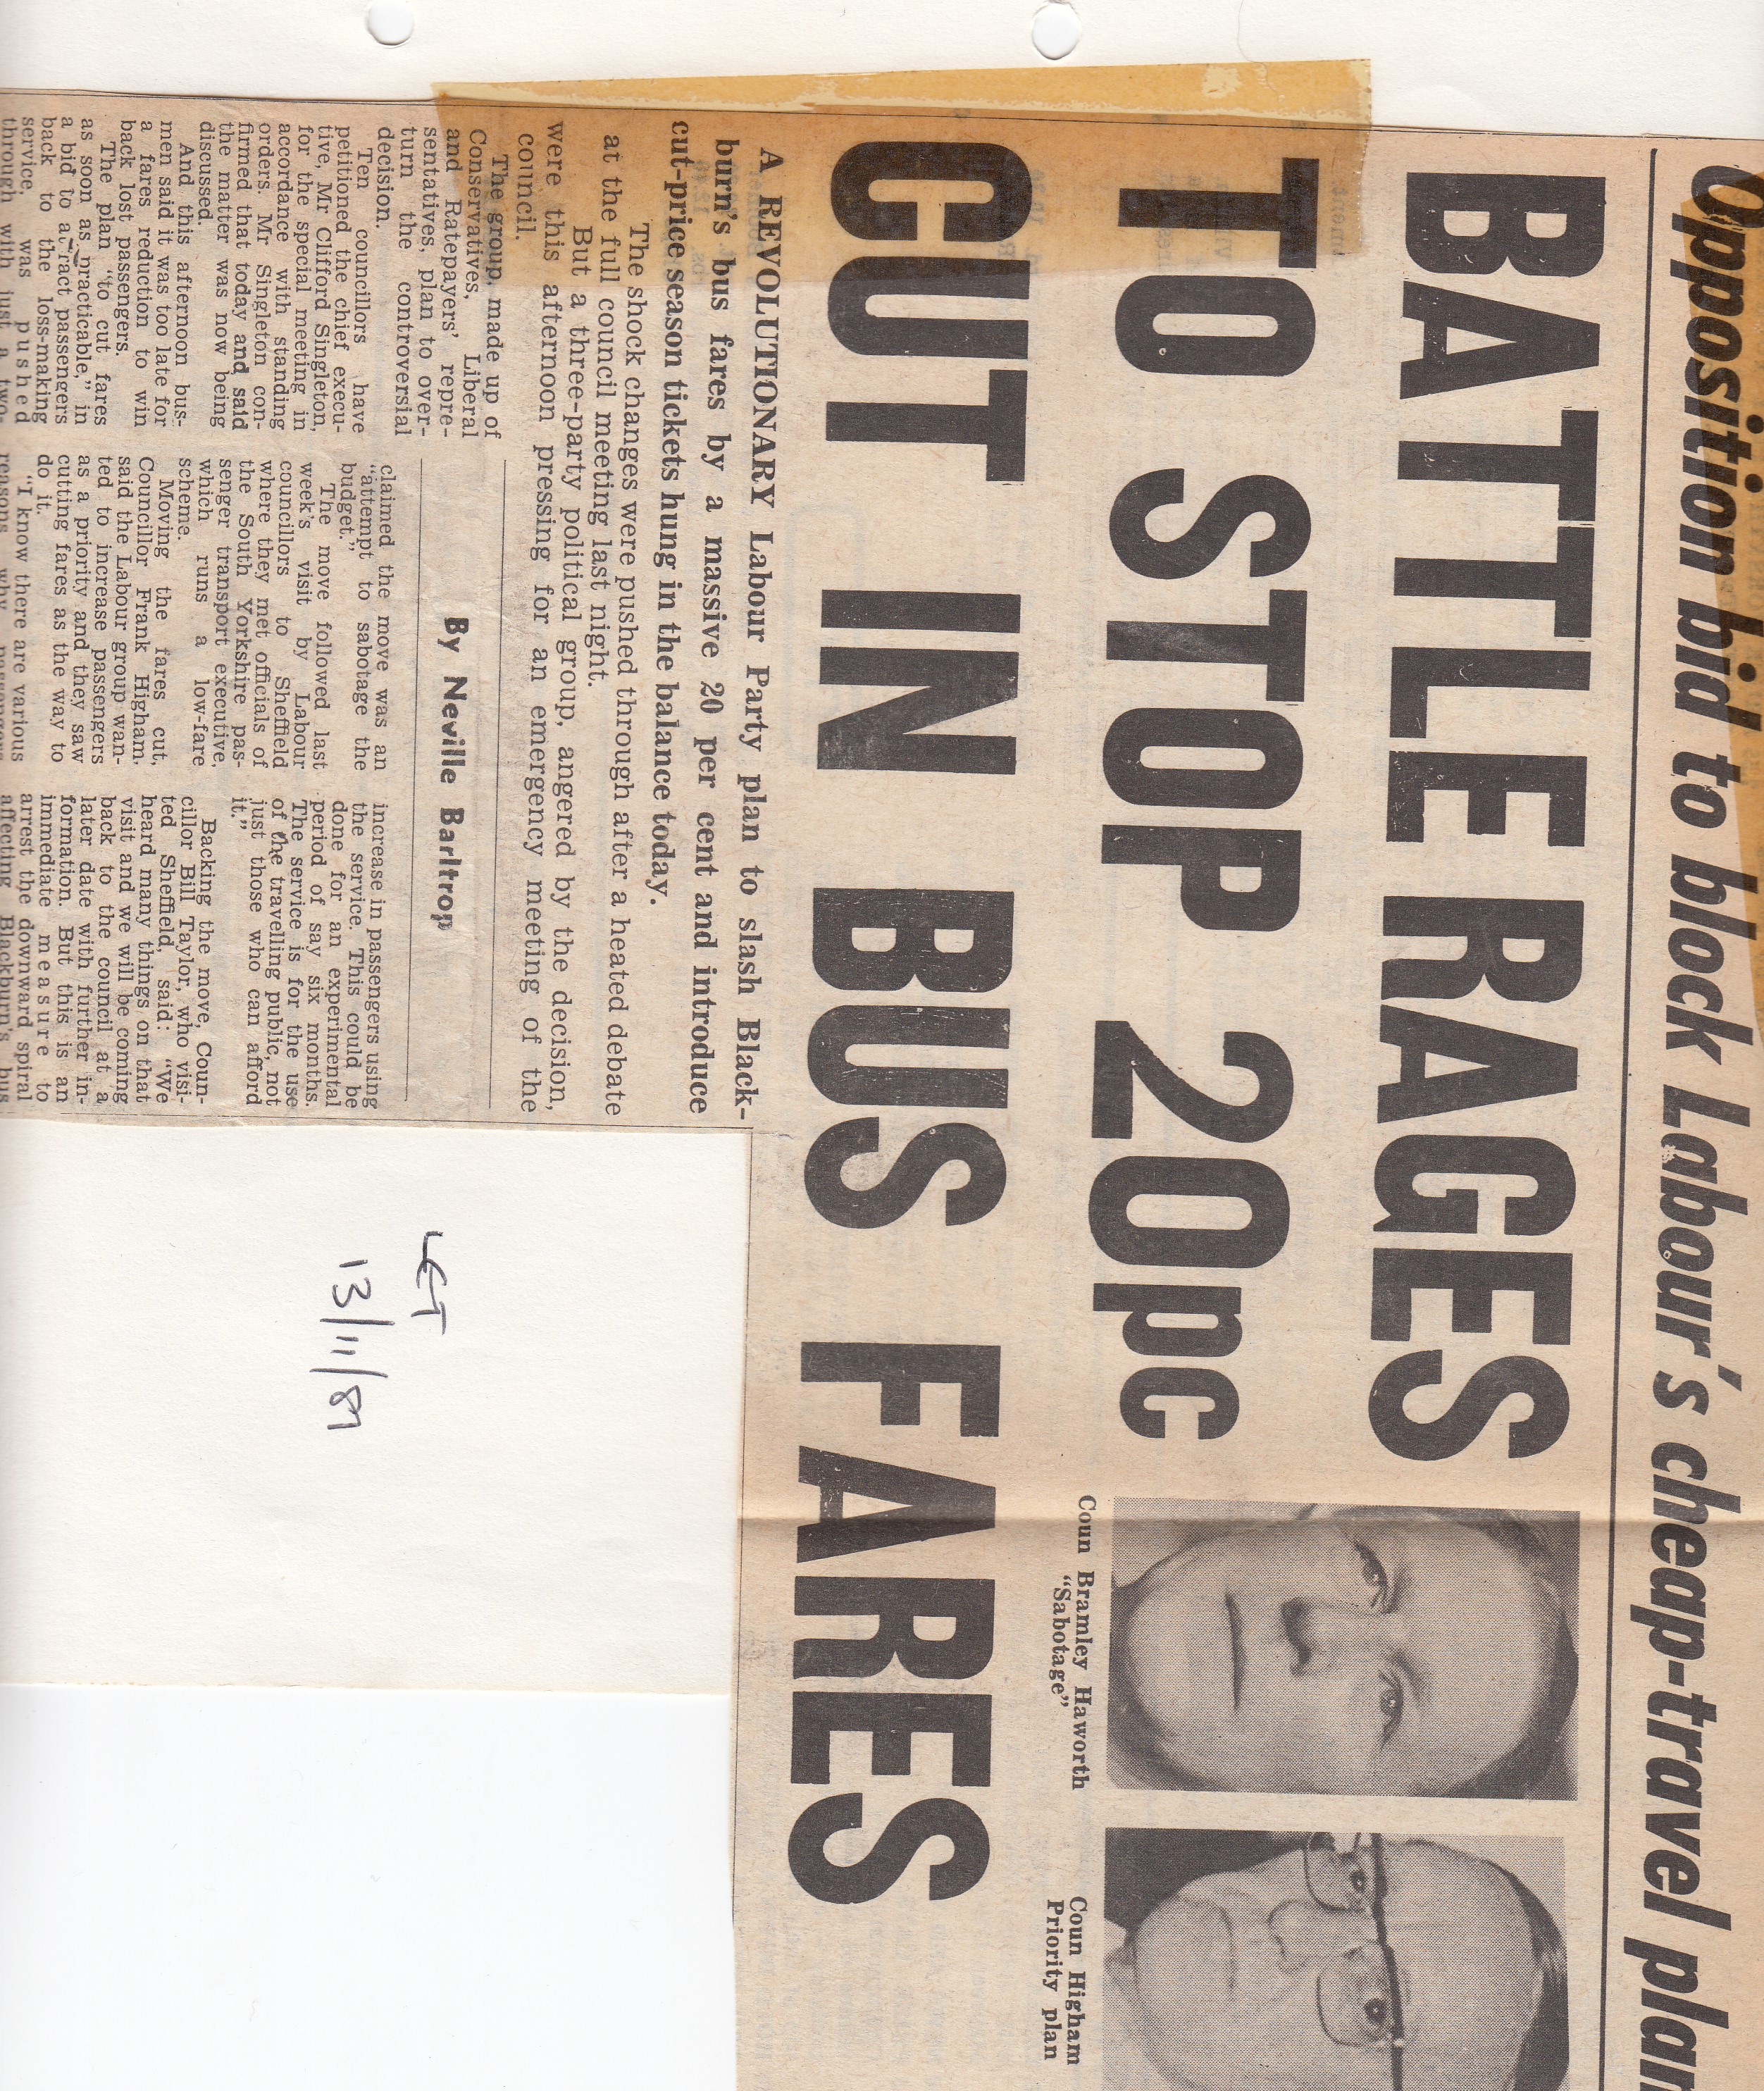 Opposition bid to block Labour's cheap-travel plan
BATTLE RAGES
TO STOP 20pc
CUT IN BUS FARES
Coun Bramley Haworth
"Sabotage"
Coun Higham
Priority plan
A REVOLUTIONARY Labour Party plan to slash Black-
burn's bus fares by a massive 20 per cent and introduce
cut-price season tickets hung in the balance today.
The shock changes were pushed through after a heated debate
at the full council meeting last night.
But a three-party political group, angered by the decision,
were this afternoon pressing for an emergency meeting of the
council.
The group, made up of
Conservatives, Liberal
and Ratepayers' repre-
sentatives, plan to over-
turn the controversial
decision.
Ten councillors have
petitioned the chief execu-
tive, Mr Clifford Singleton,
for the special meeting in
accordance with standing
orders. Mr Singleton con-
firmed that today and said
the matter was now being
discussed.
And this afternoon bus-
men said it was too late for
a fares reduction to win
back lost passengers.
The plan "to cut fares
as soon as practicable," in
a bid to attract passengers
back to the loss-making
service, was pushed
through with just a two-
By Neville Barltrop
claimed the move was an
"attempt to sabotage the
budget."
The move followed last
week's visit by Labour
councillors to Sheffield
where they met officials of
the South Yorkshire pas-
senger transport executive,
which runs a low-fare
scheme.
Moving the fares cut,
Councillor Frank Higham,
said the Labour group wan-
ted to increase passengers
as a priority and they saw
cutting fares as the way to
do it.
"I know there are various
reasons why passengers
increase in passengers using
the service. This could be
done for an experimental
period of say six months.
The service is for the use
of the travelling public, not
just those who can afford
it."
Backing the move, Coun-
cillor Bill Taylor, who visi-
ted Sheffield, said: "We
heard many things on that
visit and we will be coming
back to the council at a
later date with further in-
formation. But this is an
immediate measure to
arrest the downward spiral
affecting Blackburn's bus
LET
13/11/81